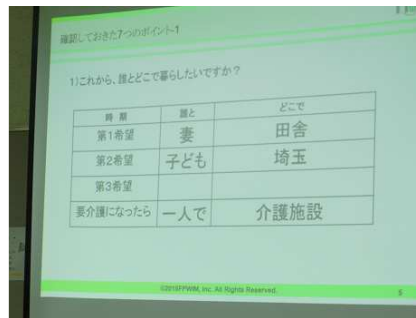 確認しておきた7つのポイント-1
1)これから、誰とどこで暮らしたいですか？
時期 誰と どこで
第1希望 妻 田舎
第2希望 子ども 埼玉
第3希望
要介護になったら 一人で 介護施設
©2015FPWIM, Inc. All Rights Reserved.
5